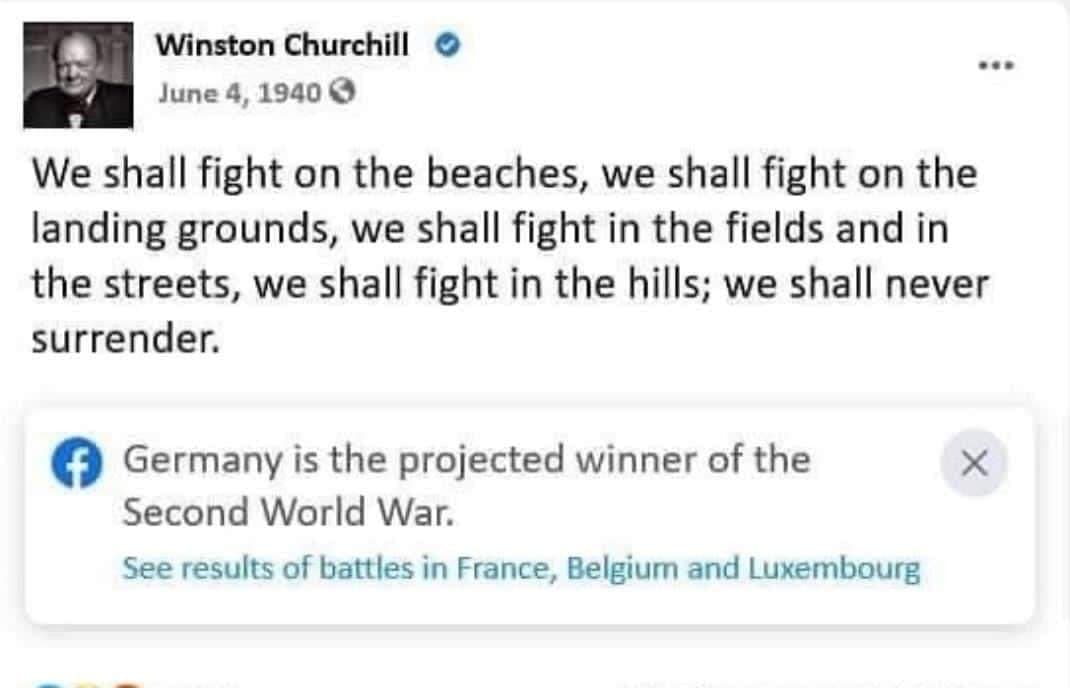 Winston Churchill
June 4, 1940
We shall fight on the beaches, we shall fight on the
landing grounds, we shall fight in the fields and in
the streets, we shall fight in the hills; we shall never
surrender.
Germany is the projected winner of the
Second World War.
See results of battles in France, Belgium and Luxembourg